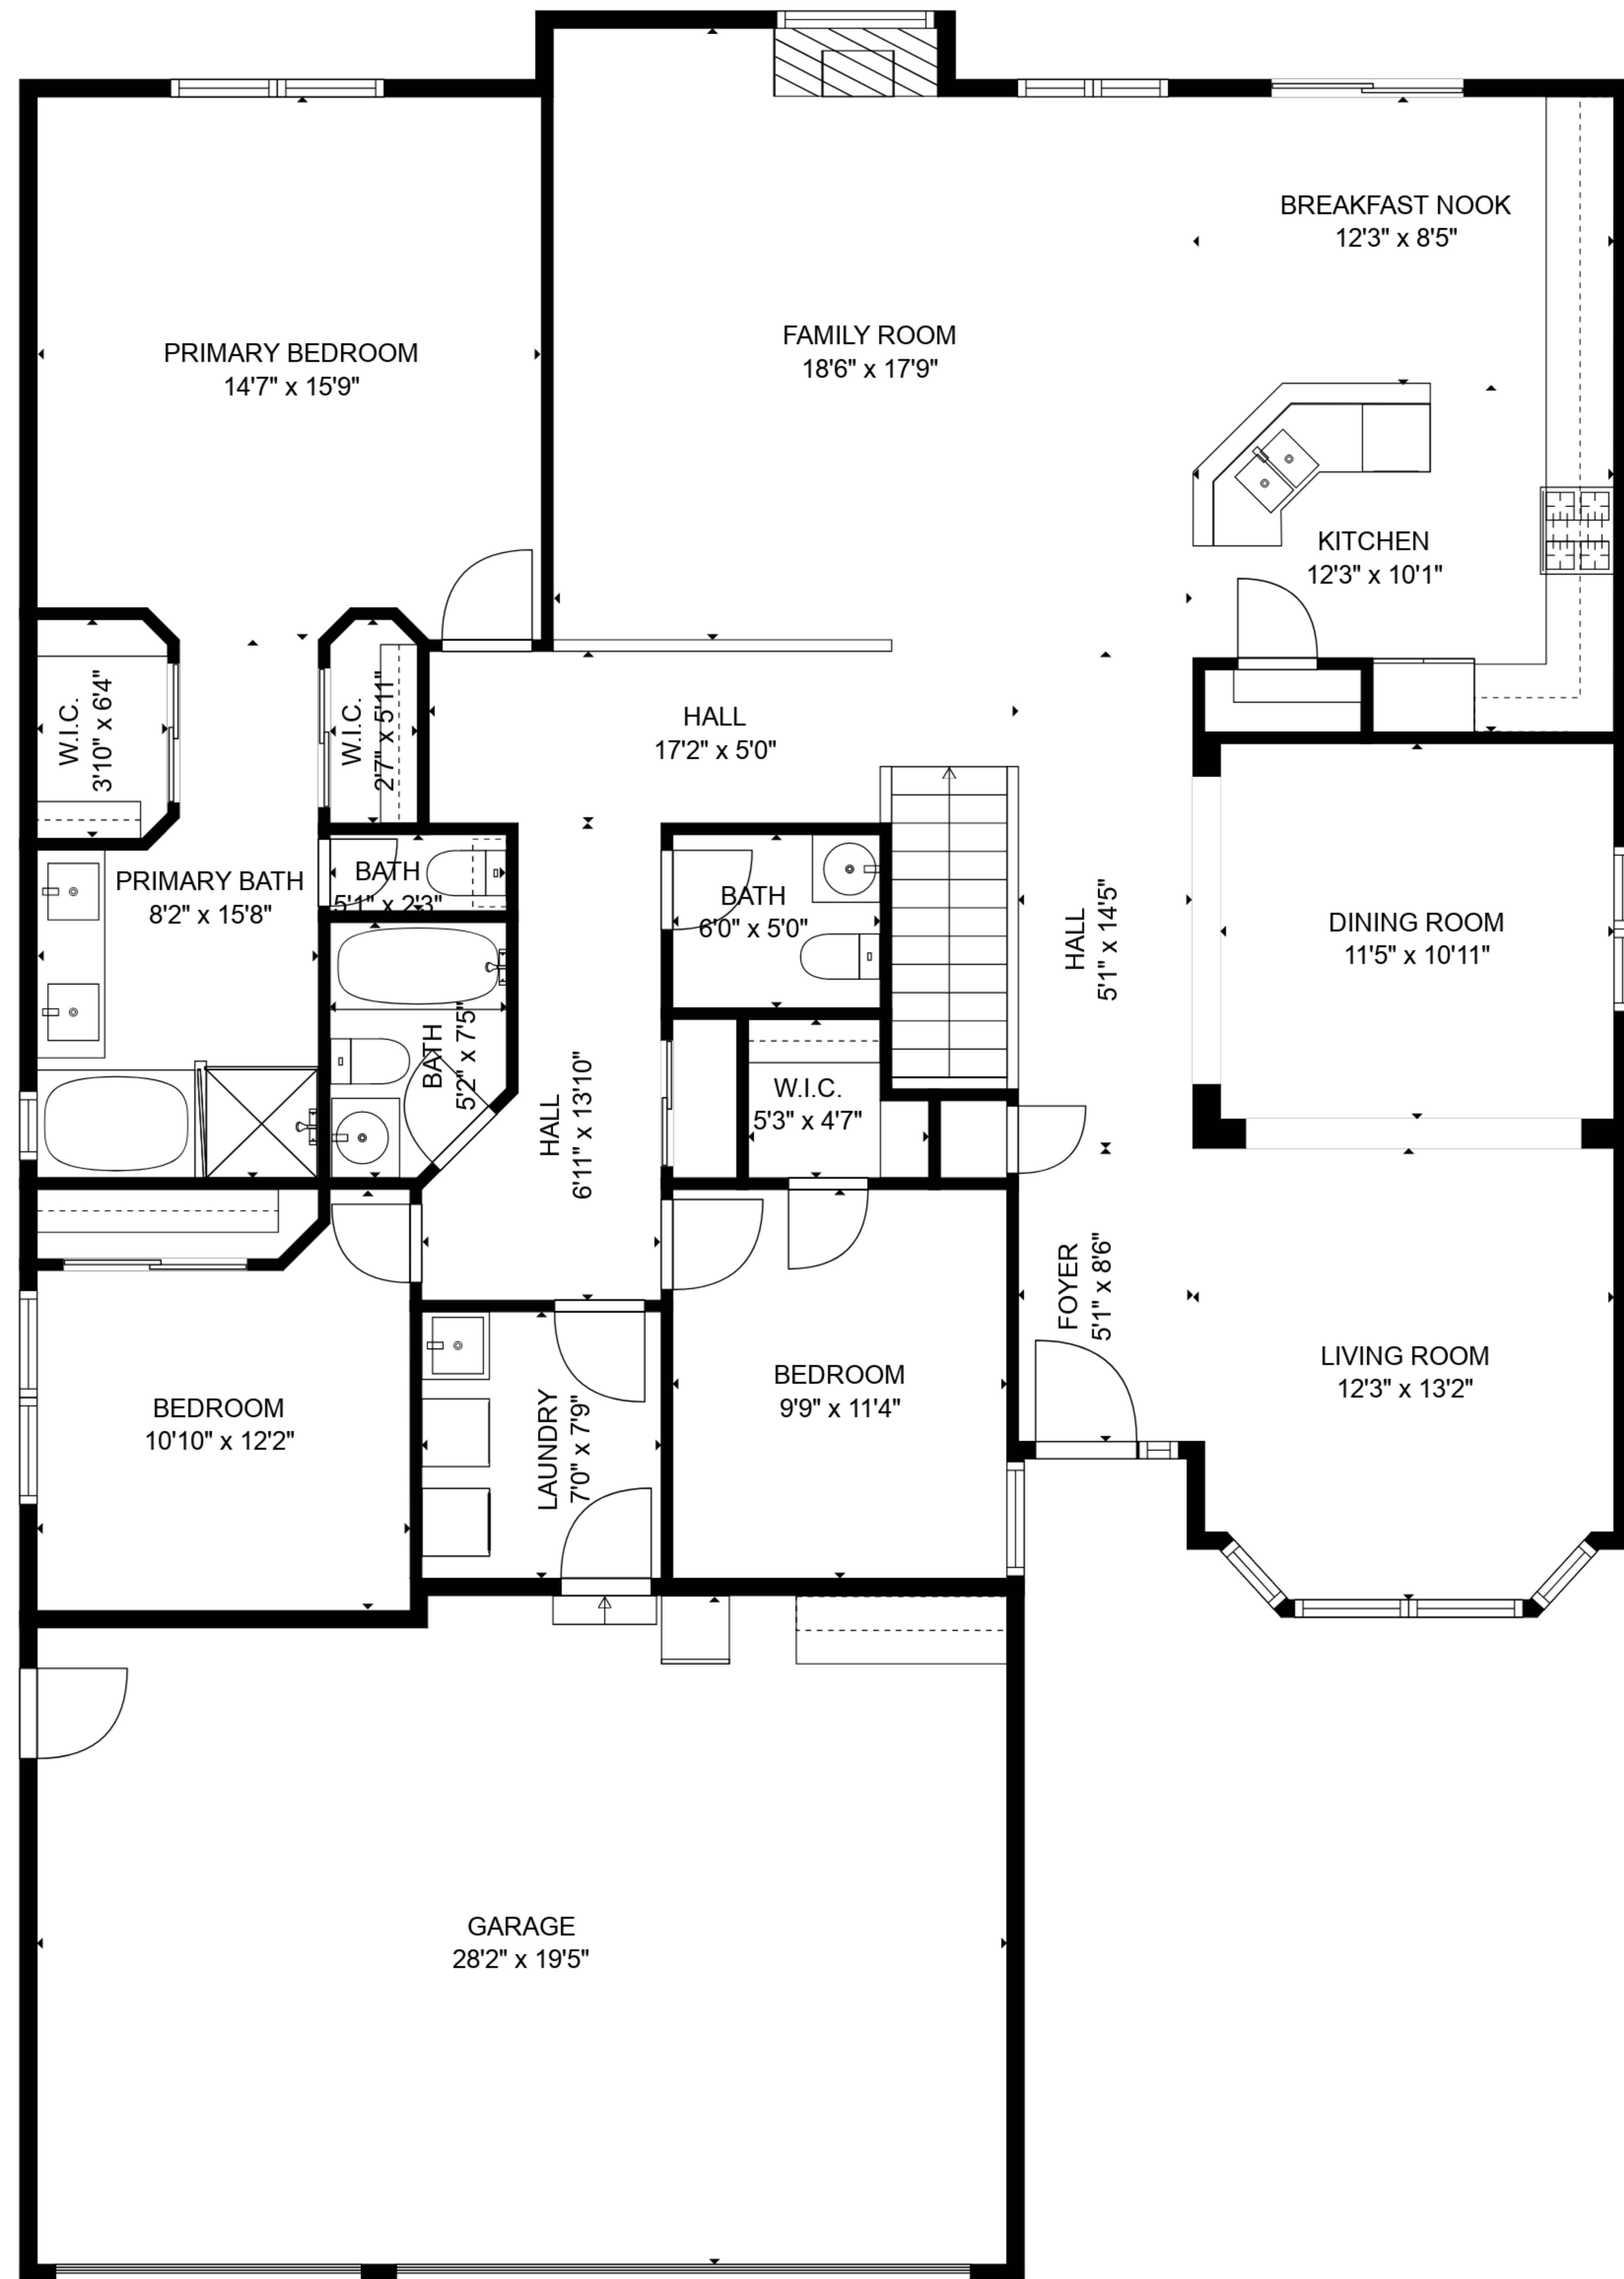 BREAKFAST NOOK
12'3" x 8'5"
FAMILY ROOM
18'6" x 17'9"
PRIMARY BEDROOM
14'7" x 15'9"
KITCHEN
12'3" x 10'1"
W.I.C.
3'10" x 6'4"
W.I.C.
2'7" x 5'11"
HALL
17'2" x 5'0"
PRIMARY BATH
8'2" x 15'8"
BATH
5'1" x 2'3"
BATH
6'0" x 5'0"
HALL
5'1" x 14'5"
DINING ROOM
11'5" x 10'11"
BATH
5'2" x 7'5"
HALL
6'11" x 13'10"
W.I.C.
5'3" x 4'7"
FOYER
5'1" x 8'6"
LIVING ROOM
12'3" x 13'2"
BEDROOM
10'10" x 12'2"
LAUNDRY
7'0" x 7'9"
BEDROOM
9'9" x 11'4"
GARAGE
28'2" x 19'5"